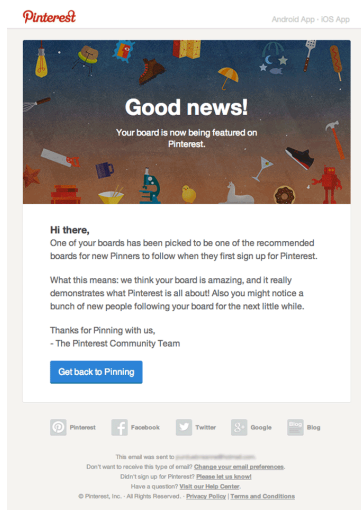 Pinterest
Android App · iOS App
Good news!
Your board is now being featured on
Pinterest.
Hi there,
One of your boards has been picked to be one of the recommended
boards for new Pinners to follow when they first sign up for Pinterest.
What this means: we think your board is amazing, and it really
demonstrates what Pinterest is all about! Also you might notice a
bunch of new people following your board for the next little while.
Thanks for Pinning with us,
- The Pinterest Community Team
Get back to Pinning
Pinterest Facebook Twitter Google Blog Blog
This email was sent to
Don't want to receive this type of email? Change your email preferences.
Didn't sign up for Pinterest? Please let us know!
Have a question? Visit our Help Center.
© Pinterest, Inc. · All Rights Reserved. · Privacy Policy | Terms and Conditions